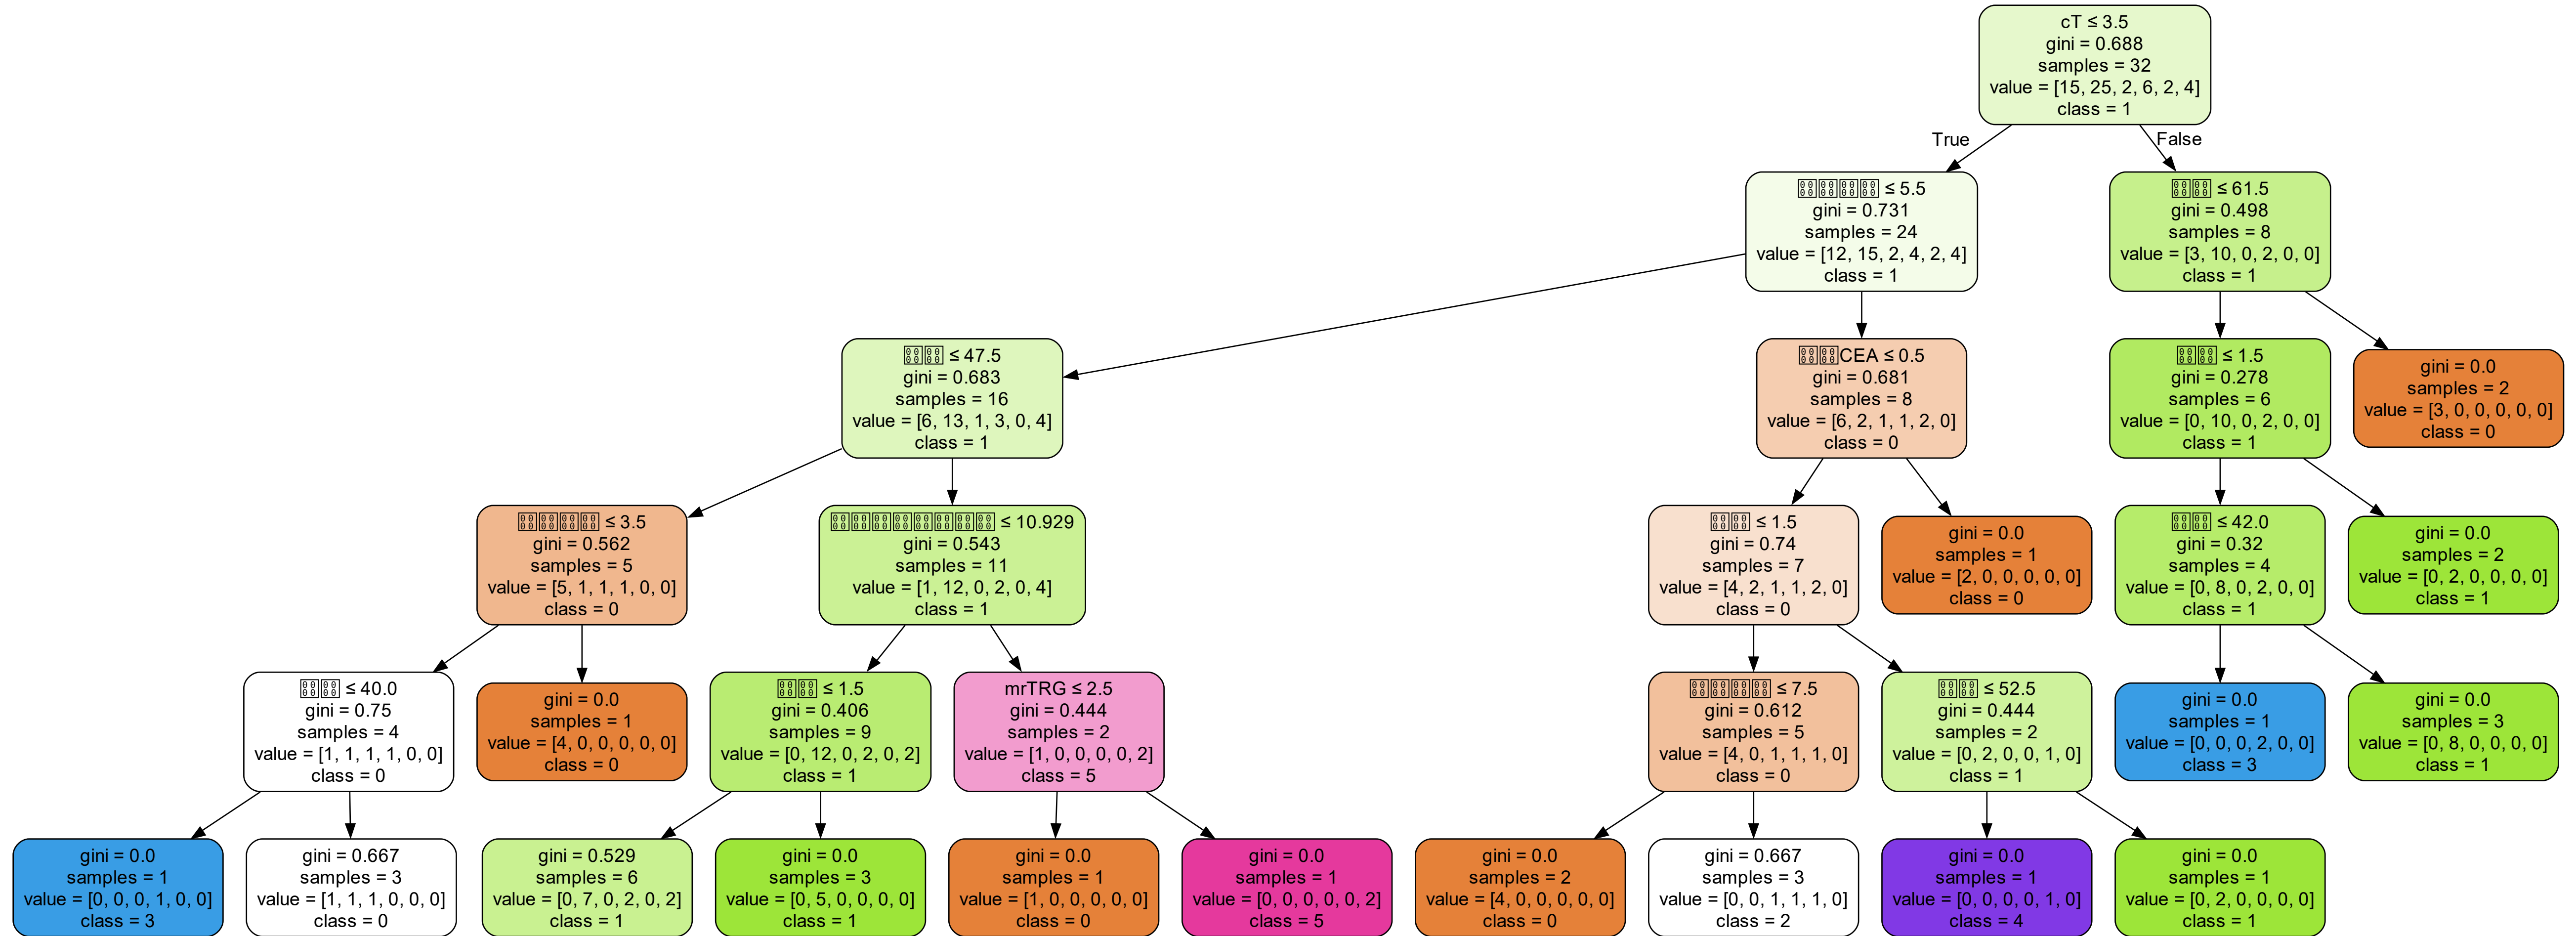 cT ≤ 3.5
gini = 0.688
samples = 32
value = [15, 25, 2, 6, 2, 4]
class = 1
True
False
≤ 5.5
gini = 0.731
samples = 24
value = [12, 15, 2, 4, 2, 4]
class = 1
≤ 61.5
gini = 0.498
samples = 8
value = [3, 10, 0, 2, 0, 0]
class = 1
≤ 47.5
gini = 0.683
samples = 16
value = [6, 13, 1, 3, 0, 4]
class = 1
CEA ≤ 0.5
gini = 0.681
samples = 8
value = [6, 2, 1, 1, 2, 0]
class = 0
≤ 1.5
gini = 0.278
samples = 6
value = [0, 10, 0, 2, 0, 0]
class = 1
gini = 0.0
samples = 2
value = [3, 0, 0, 0, 0, 0]
class = 0
≤ 3.5
gini = 0.562
samples = 5
value = [5, 1, 1, 1, 0, 0]
class = 0
≤ 10.929
gini = 0.543
samples = 11
value = [1, 12, 0, 2, 0, 4]
class = 1
≤ 1.5
gini = 0.74
samples = 7
value = [4, 2, 1, 1, 2, 0]
class = 0
gini = 0.0
samples = 1
value = [2, 0, 0, 0, 0, 0]
class = 0
≤ 42.0
gini = 0.32
samples = 4
value = [0, 8, 0, 2, 0, 0]
class = 1
gini = 0.0
samples = 2
value = [0, 2, 0, 0, 0, 0]
class = 1
≤ 40.0
gini = 0.75
samples = 4
value = [1, 1, 1, 1, 0, 0]
class = 0
gini = 0.0
samples = 1
value = [4, 0, 0, 0, 0, 0]
class = 0
≤ 1.5
gini = 0.406
samples = 9
value = [0, 12, 0, 2, 0, 2]
class = 1
mrTRG ≤ 2.5
gini = 0.444
samples = 2
value = [1, 0, 0, 0, 0, 2]
class = 5
≤ 7.5
gini = 0.612
samples = 5
value = [4, 0, 1, 1, 1, 0]
class = 0
≤ 52.5
gini = 0.444
samples = 2
value = [0, 2, 0, 0, 1, 0]
class = 1
gini = 0.0
samples = 1
value = [0, 0, 0, 2, 0, 0]
class = 3
gini = 0.0
samples = 3
value = [0, 8, 0, 0, 0, 0]
class = 1
gini = 0.0
samples = 1
value = [0, 0, 0, 1, 0, 0]
class = 3
gini = 0.667
samples = 3
value = [1, 1, 1, 0, 0, 0]
class = 0
gini = 0.529
samples = 6
value = [0, 7, 0, 2, 0, 2]
class = 1
gini = 0.0
samples = 3
value = [0, 5, 0, 0, 0, 0]
class = 1
gini = 0.0
samples = 1
value = [1, 0, 0, 0, 0, 0]
class = 0
gini = 0.0
samples = 1
value = [0, 0, 0, 0, 0, 2]
class = 5
gini = 0.0
samples = 2
value = [4, 0, 0, 0, 0, 0]
class = 0
gini = 0.667
samples = 3
value = [0, 0, 1, 1, 1, 0]
class = 2
gini = 0.0
samples = 1
value = [0, 0, 0, 0, 1, 0]
class = 4
gini = 0.0
samples = 1
value = [0, 2, 0, 0, 0, 0]
class = 1